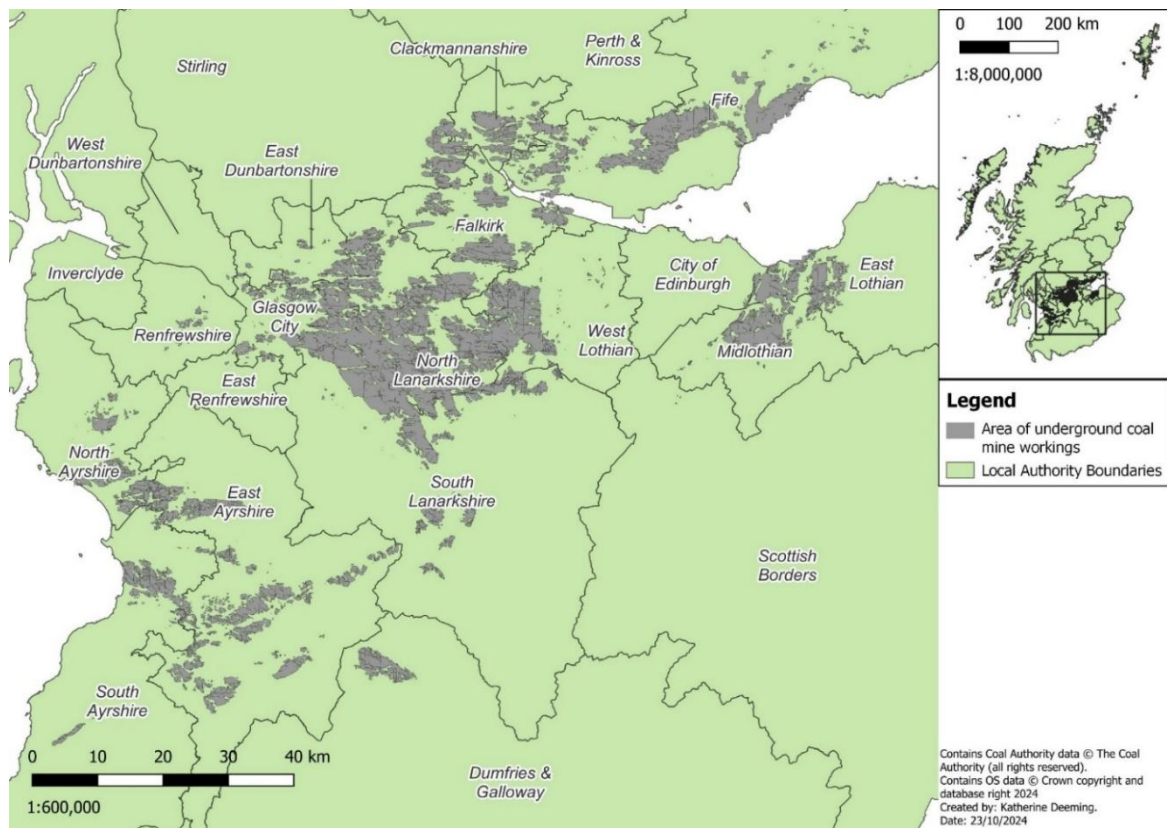 Clackmannanshire
Perth &
Kinross
Stirling
Fife
West
Dunbartonshire
East
Dunbartonshire
Falkirk
Inverclyde
City of
Edinburgh
East
Lothian
Glasgow
City
Renfrewshire
West
Lothian
Midlothian
North
Lanarkshire
East
Renfrewshire
North
Ayrshire
East
Ayrshire
South
Lanarkshire
Scottish
Borders
South
Ayrshire
Dumfries &
Galloway
0 10 20 30 40 km
1:600,000
0 100 200 km
1:8,000,000
Legend
Area of underground coal
mine workings
Local Authority Boundaries
Contains Coal Authority data © The Coal
Authority (all rights reserved).
Contains OS data © Crown copyright and
database right 2024
Created by: Katherine Deeming.
Date: 23/10/2024